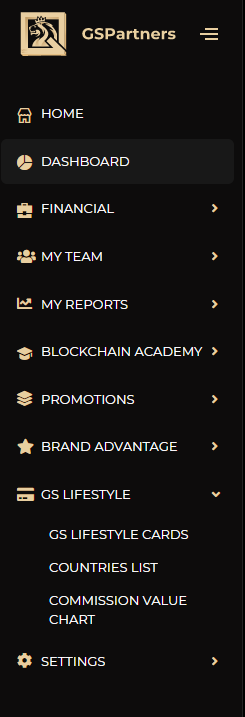 GSPartners
HOME
DASHBOARD
FINANCIAL
MY TEAM
MY REPORTS
BLOCKCHAIN ACADEMY
PROMOTIONS
BRAND ADVANTAGE
GS LIFESTYLE
GS LIFESTYLE CARDS
COUNTRIES LIST
COMMISSION VALUE
CHART
SETTINGS